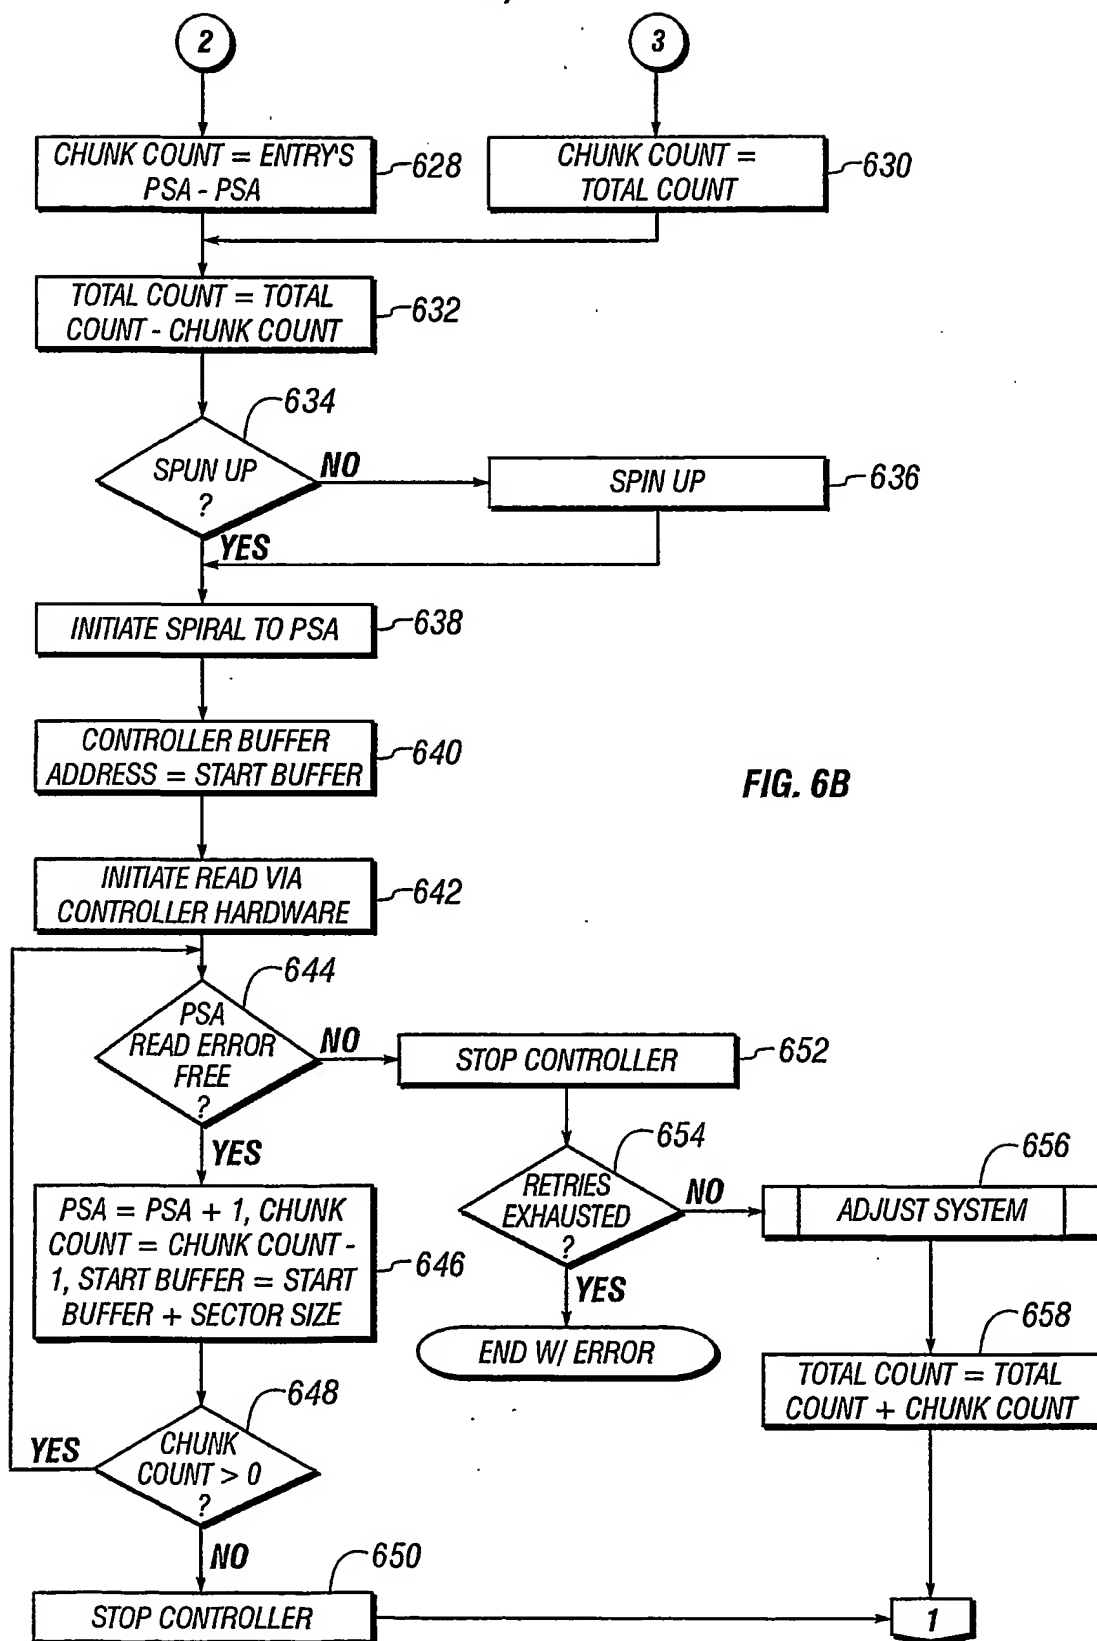 2
3
CHUNK COUNT = ENTRY'S
PSA - PSA
628
CHUNK COUNT =
TOTAL COUNT
630
TOTAL COUNT = TOTAL
COUNT - CHUNK COUNT
632
634
SPUN UP
?
NO
SPIN UP
636
YES
INITIATE SPIRAL TO PSA
638
CONTROLLER BUFFER
ADDRESS = START BUFFER
640
FIG. 6B
INITIATE READ VIA
CONTROLLER HARDWARE
642
644
PSA
READ ERROR
FREE
?
NO
STOP CONTROLLER
652
YES
654
RETRIES
EXHAUSTED
?
NO
656
ADJUST SYSTEM
PSA = PSA + 1, CHUNK
COUNT = CHUNK COUNT -
1, START BUFFER = START
BUFFER + SECTOR SIZE
646
YES
END W/ ERROR
658
TOTAL COUNT = TOTAL
COUNT + CHUNK COUNT
648
CHUNK
COUNT > 0
?
YES
NO
650
STOP CONTROLLER
1